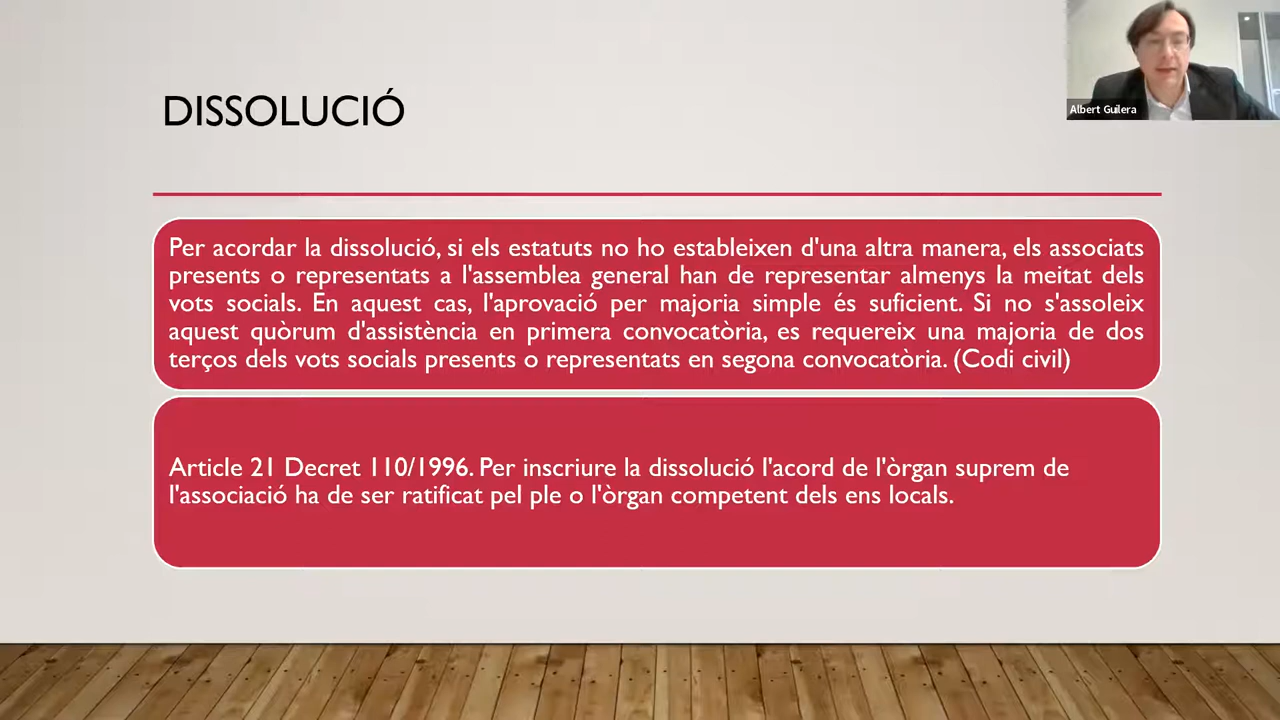 Albert Guilera
DISSOLUCIÓ
Per acordar la dissolució, si els estatuts no ho estableixen d'una altra manera, els associats
presents o representats a l'assemblea general han de representar almenys la meitat dels
vots socials. En aquest cas, l'aprovació per majoria simple és suficient. Si no s'assoleix
aquest quòrum d'assistència en primera convocatòria, es requereix una majoria de dos
terços dels vots socials presents o representats en segona convocatòria. (Codi civil)
Article 21 Decret 110/1996. Per inscriure la dissolució l'acord de l'òrgan suprem de
l'associació ha de ser ratificat pel ple o l'òrgan competent dels ens locals.